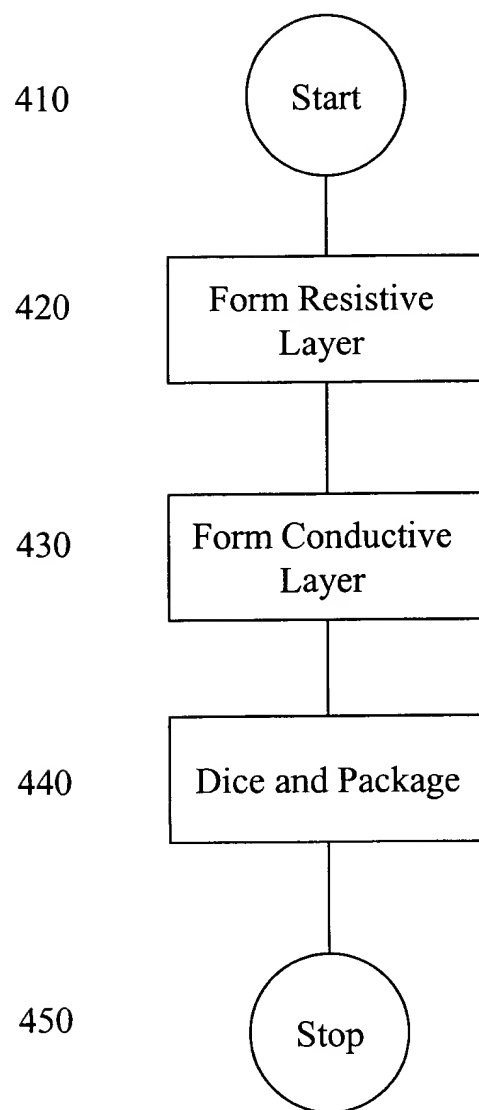 410
Start
420
Form Resistive
Layer
430
Form Conductive
Layer
440
Dice and Package
450
Stop